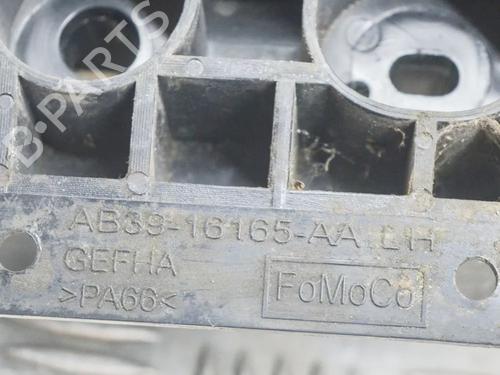 B-PARTS
AB39-16165-AA LH
GEFHA
>PA66<
FoMoCo